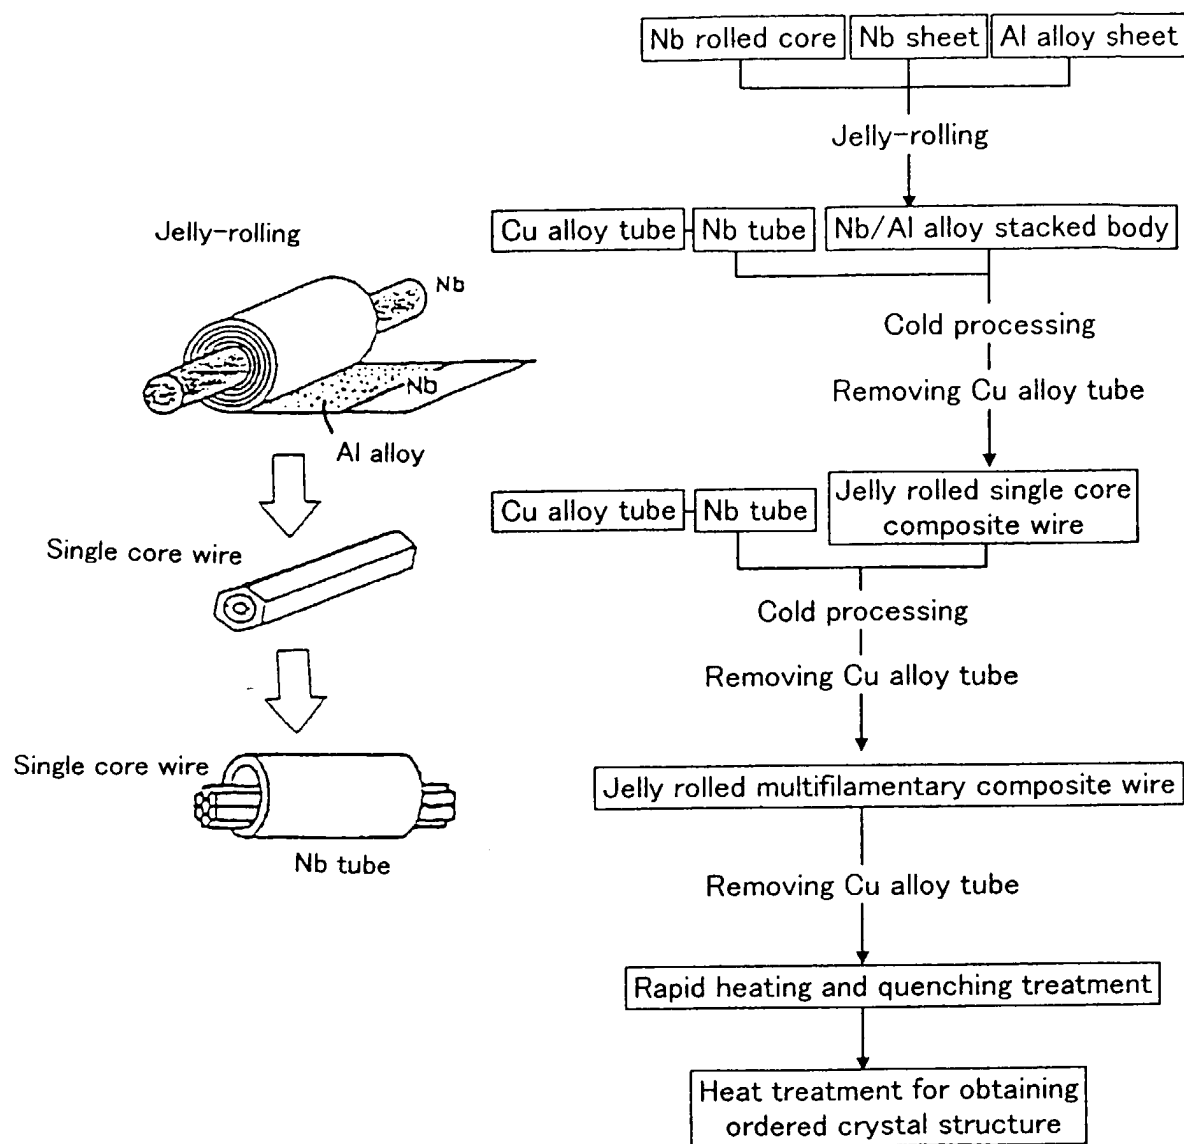 Nb rolled core Nb sheet Al alloy sheet
Jelly-rolling
Cu alloy tube Nb tube Nb/Al alloy stacked body
Cold processing
Removing Cu alloy tube
Cu alloy tube Nb tube Jelly rolled single core
composite wire
Cold processing
Removing Cu alloy tube
Jelly rolled multifilamentary composite wire
Removing Cu alloy tube
Rapid heating and quenching treatment
Heat treatment for obtaining
ordered crystal structure
Jelly-rolling
Nb
Nb
Al alloy
Single core wire
Single core wire
Nb tube